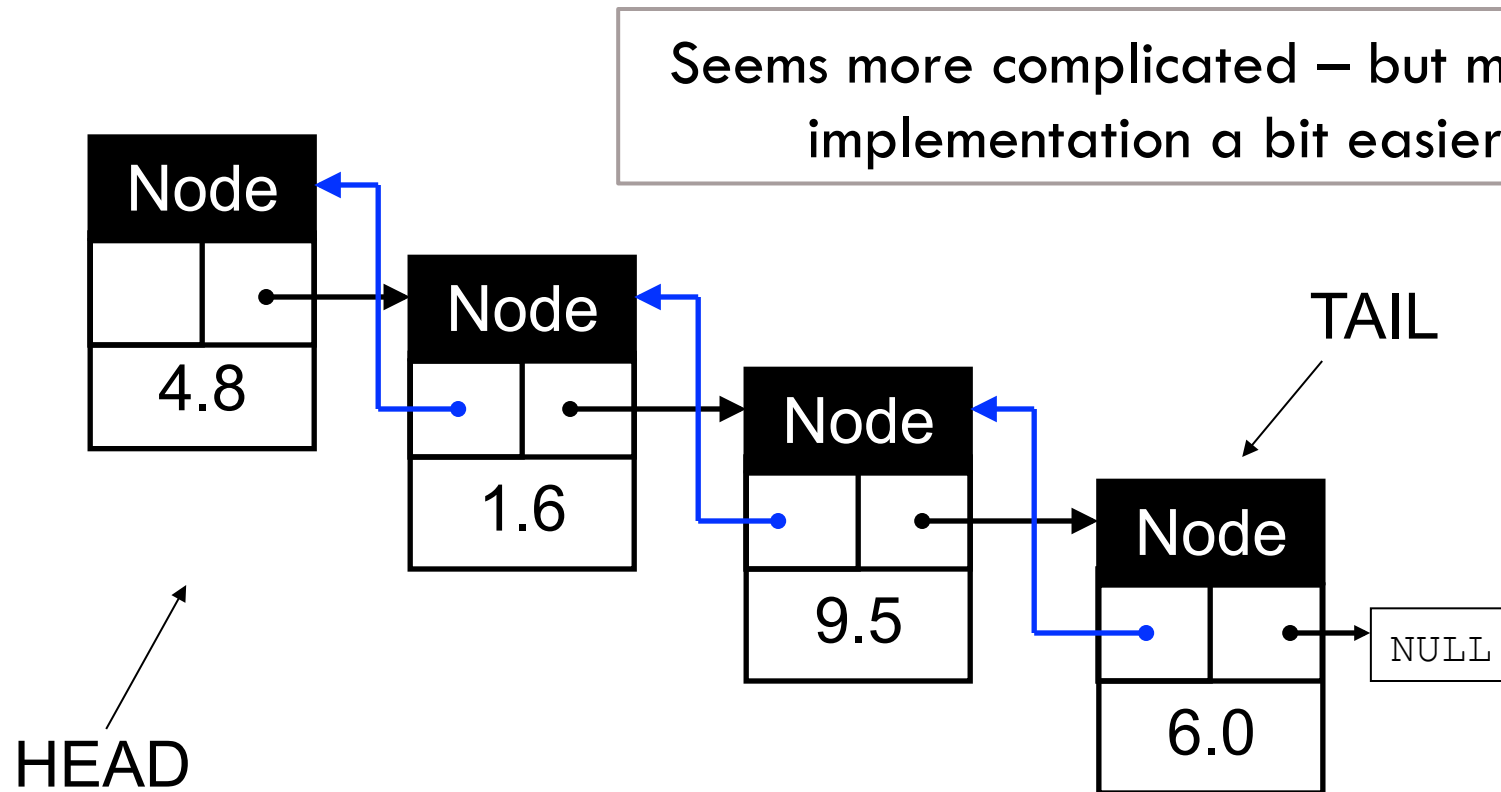 Seems more complicated – but
implementation a bit easier
Node
4.8
Node
1.6
Node
9.5
Node
6.0
NULL
TAIL
HEAD